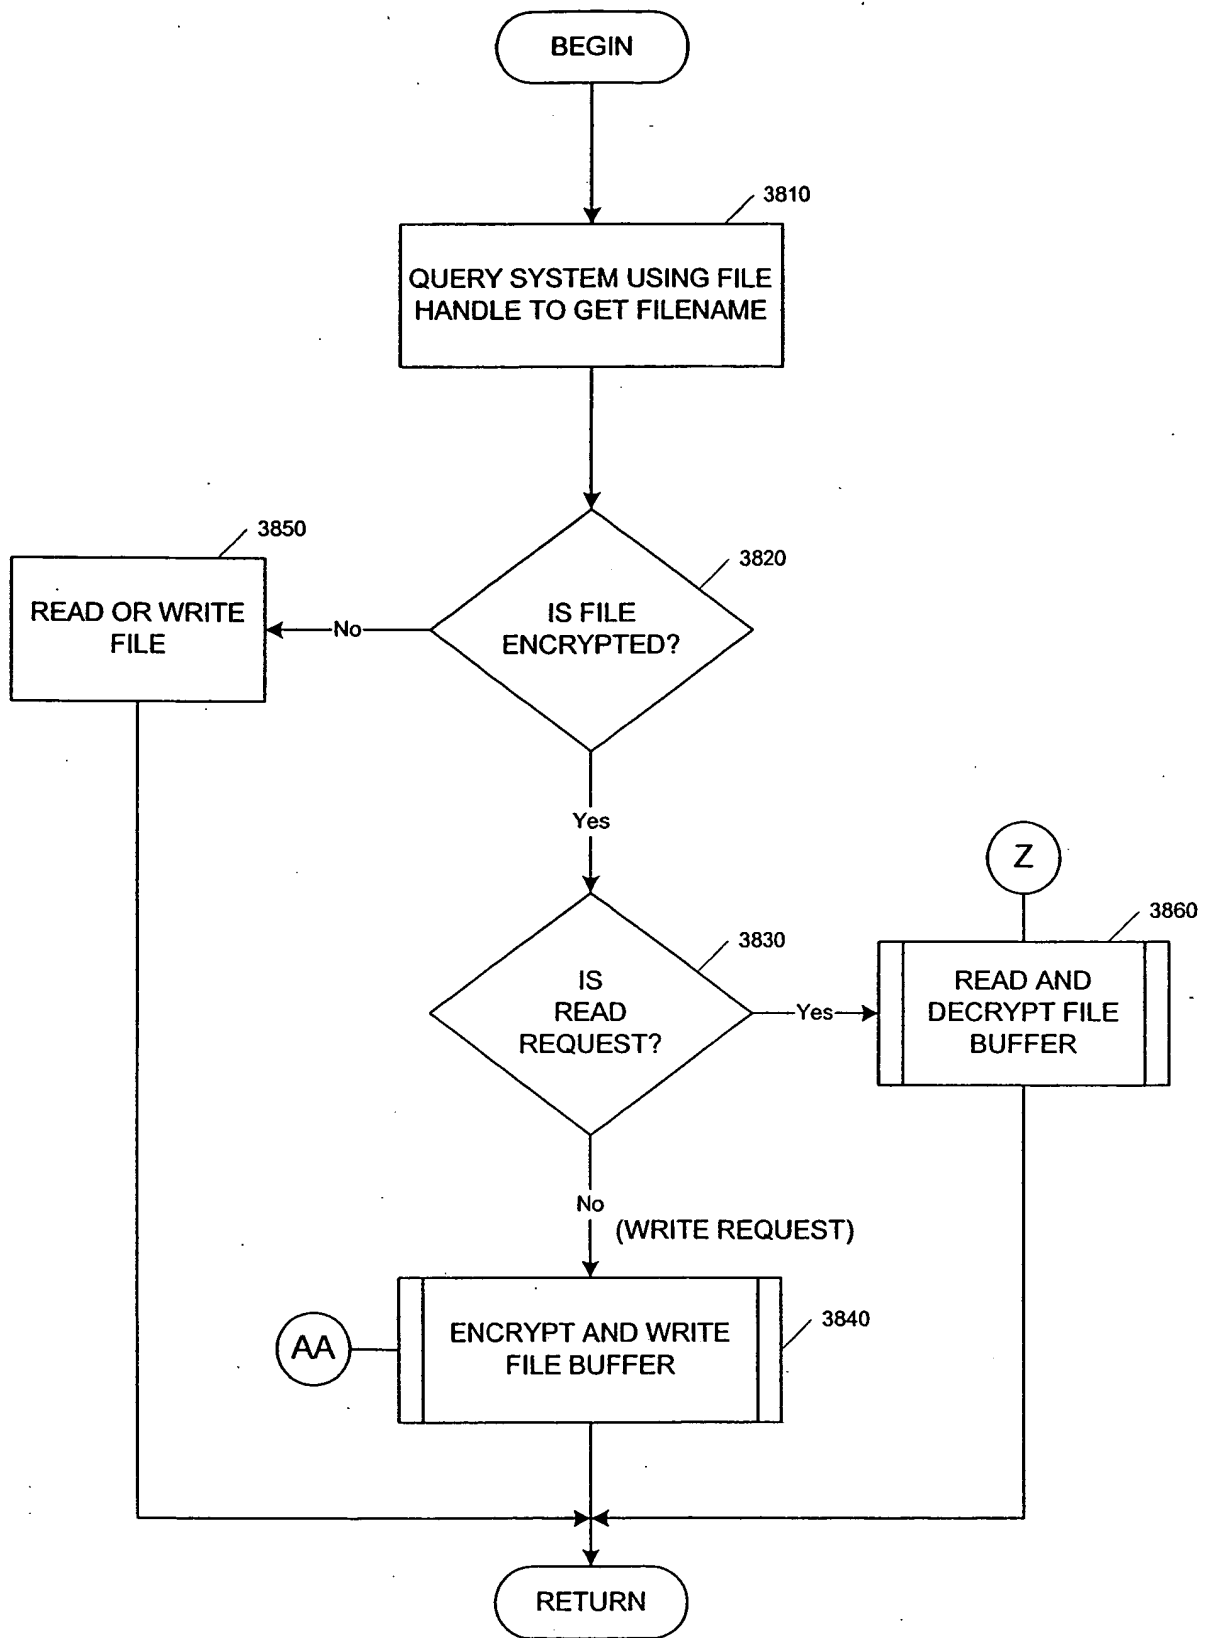 BEGIN
3810
QUERY SYSTEM USING FILE
HANDLE TO GET FILENAME
3850
3820
READ OR WRITE
FILE
No
IS FILE
ENCRYPTED?
Yes
Z
3860
3830
IS
READ
REQUEST?
Yes
READ AND
DECRYPT FILE
BUFFER
No
(WRITE REQUEST)
3840
AA
ENCRYPT AND WRITE
FILE BUFFER
RETURN